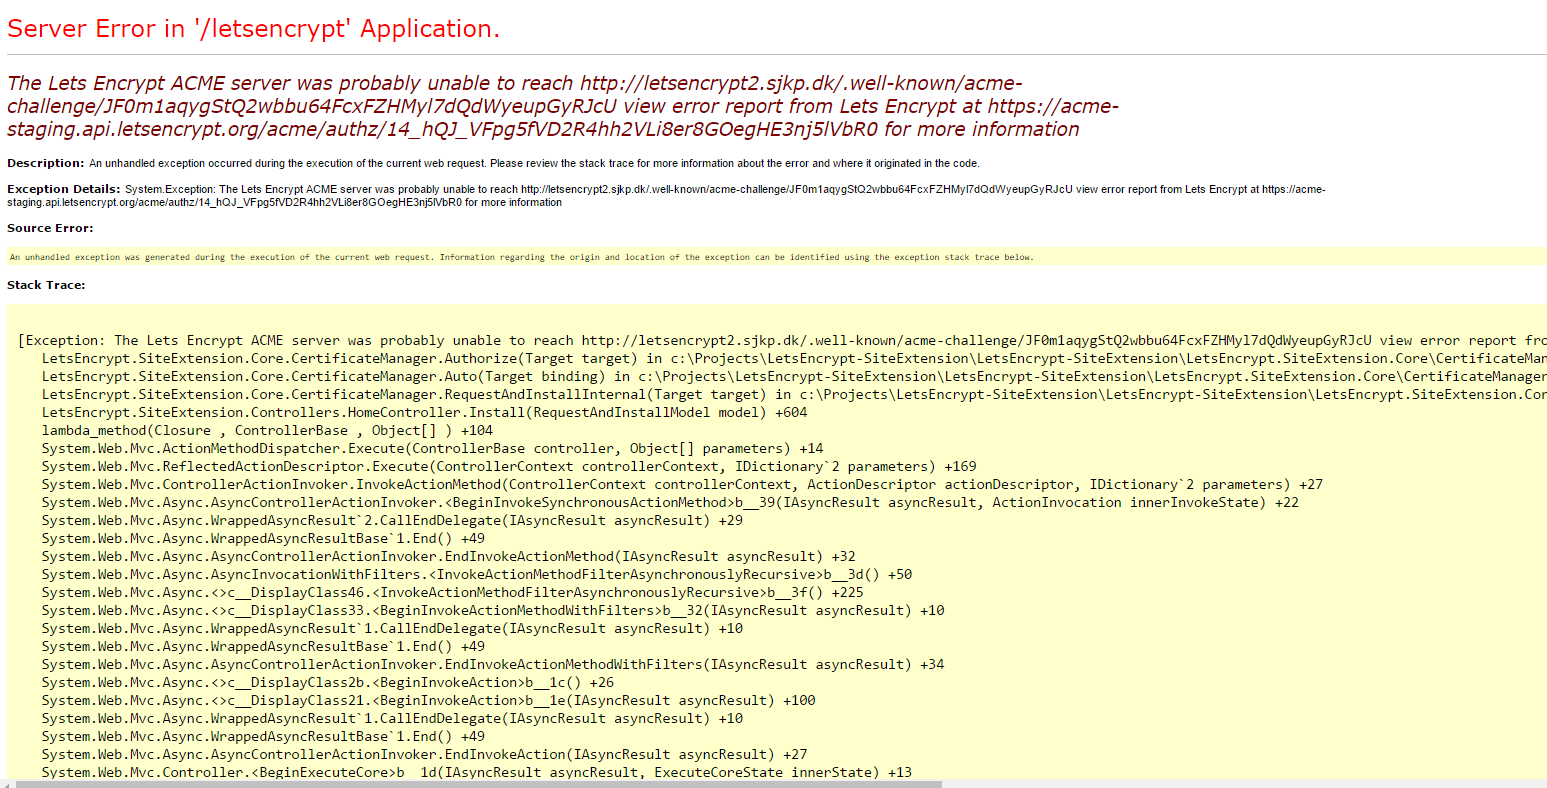 Server Error in '/letsencrypt' Application.
The Lets Encrypt ACME server was probably unable to reach http://letsencrypt2.sjkp.dk/.well-known/acme-
challenge/JF0m1aqygStQ2wbbu64FcxFZHMyl7dQdWyeupGyRJcU view error report from Lets Encrypt at https://acme-
staging.api.letsencrypt.org/acme/authz/14_hQJ_VFpg5fVD2R4hh2VLi8er8GOegHE3nj5lVbR0 for more information
Description: An unhandled exception occurred during the execution of the current web request. Please review the stack trace for more information about the error and where it originated in the code.
Exception Details: System.Exception: The Lets Encrypt ACME server was probably unable to reach http://letsencrypt2.sjkp.dk/.well-known/acme-challenge/JF0m1aqygStQ2wbbu64FcxFZHMyl7dQdWyeupGyRJcU view error report from Lets Encrypt at https://acme-
staging.api.letsencrypt.org/acme/authz/14_hQJ_VFpg5fVD2R4hh2VLi8er8GOegHE3nj5lVbR0 for more information
Source Error:
An unhandled exception was generated during the execution of the current web request. Information regarding the origin and location of the exception can be identified using the exception stack trace below.
Stack Trace:
[Exception: The Lets Encrypt ACME server was probably unable to reach http://letsencrypt2.sjkp.dk/.well-known/acme-challenge/JF0m1aqygStQ2wbbu64FcxFZHMyl7dQdWyeupGyRJcU view error report fro
LetsEncrypt.SiteExtension.Core.CertificateManager.Authorize(Target target) in c:\Projects\LetsEncrypt-SiteExtension\LetsEncrypt-SiteExtension\LetsEncrypt.SiteExtension.Core\CertificateMan
LetsEncrypt.SiteExtension.Core.CertificateManager.Auto(Target binding) in c:\Projects\LetsEncrypt-SiteExtension\LetsEncrypt-SiteExtension\LetsEncrypt.SiteExtension.Core\CertificateManager
LetsEncrypt.SiteExtension.Core.CertificateManager.RequestAndInstallInternal(Target target) in c:\Projects\LetsEncrypt-SiteExtension\LetsEncrypt-SiteExtension\LetsEncrypt.SiteExtension.Cor
LetsEncrypt.SiteExtension.Controllers.HomeController.Install(RequestAndInstallModel model) +604
lambda_method(Closure , ControllerBase , Object[] ) +104
System.Web.Mvc.ActionMethodDispatcher.Execute(ControllerBase controller, Object[] parameters) +14
System.Web.Mvc.ReflectedActionDescriptor.Execute(ControllerContext controllerContext, IDictionary`2 parameters) +169
System.Web.Mvc.ControllerActionInvoker.InvokeActionMethod(ControllerContext controllerContext, ActionDescriptor actionDescriptor, IDictionary`2 parameters) +27
System.Web.Mvc.Async.AsyncControllerActionInvoker.<BeginInvokeSynchronousActionMethod>b__39(IAsyncResult asyncResult, ActionInvocation innerInvokeState) +22
System.Web.Mvc.Async.WrappedAsyncResult`2.CallEndDelegate(IAsyncResult asyncResult) +29
System.Web.Mvc.Async.WrappedAsyncResultBase`1.End() +49
System.Web.Mvc.Async.AsyncControllerActionInvoker.EndInvokeActionMethod(IAsyncResult asyncResult) +32
System.Web.Mvc.Async.AsyncInvocationWithFilters.<InvokeActionMethodFilterAsynchronouslyRecursive>b__3d() +50
System.Web.Mvc.Async.<>c__DisplayClass46.<InvokeActionMethodFilterAsynchronouslyRecursive>b__3f() +225
System.Web.Mvc.Async.<>c__DisplayClass33.<BeginInvokeActionMethodWithFilters>b__32(IAsyncResult asyncResult) +10
System.Web.Mvc.Async.WrappedAsyncResult`1.CallEndDelegate(IAsyncResult asyncResult) +10
System.Web.Mvc.Async.WrappedAsyncResultBase`1.End() +49
System.Web.Mvc.Async.AsyncControllerActionInvoker.EndInvokeActionMethodWithFilters(IAsyncResult asyncResult) +34
System.Web.Mvc.Async.<>c__DisplayClass2b.<BeginInvokeAction>b__1c() +26
System.Web.Mvc.Async.<>c__DisplayClass21.<BeginInvokeAction>b__1e(IAsyncResult asyncResult) +100
System.Web.Mvc.Async.WrappedAsyncResult`1.CallEndDelegate(IAsyncResult asyncResult) +10
System.Web.Mvc.Async.WrappedAsyncResultBase`1.End() +49
System.Web.Mvc.Async.AsyncControllerActionInvoker.EndInvokeAction(IAsyncResult asyncResult) +27
System.Web.Mvc.Controller.<BeginExecuteCore>b__1d(IAsyncResult asyncResult, ExecuteCoreState innerState) +13